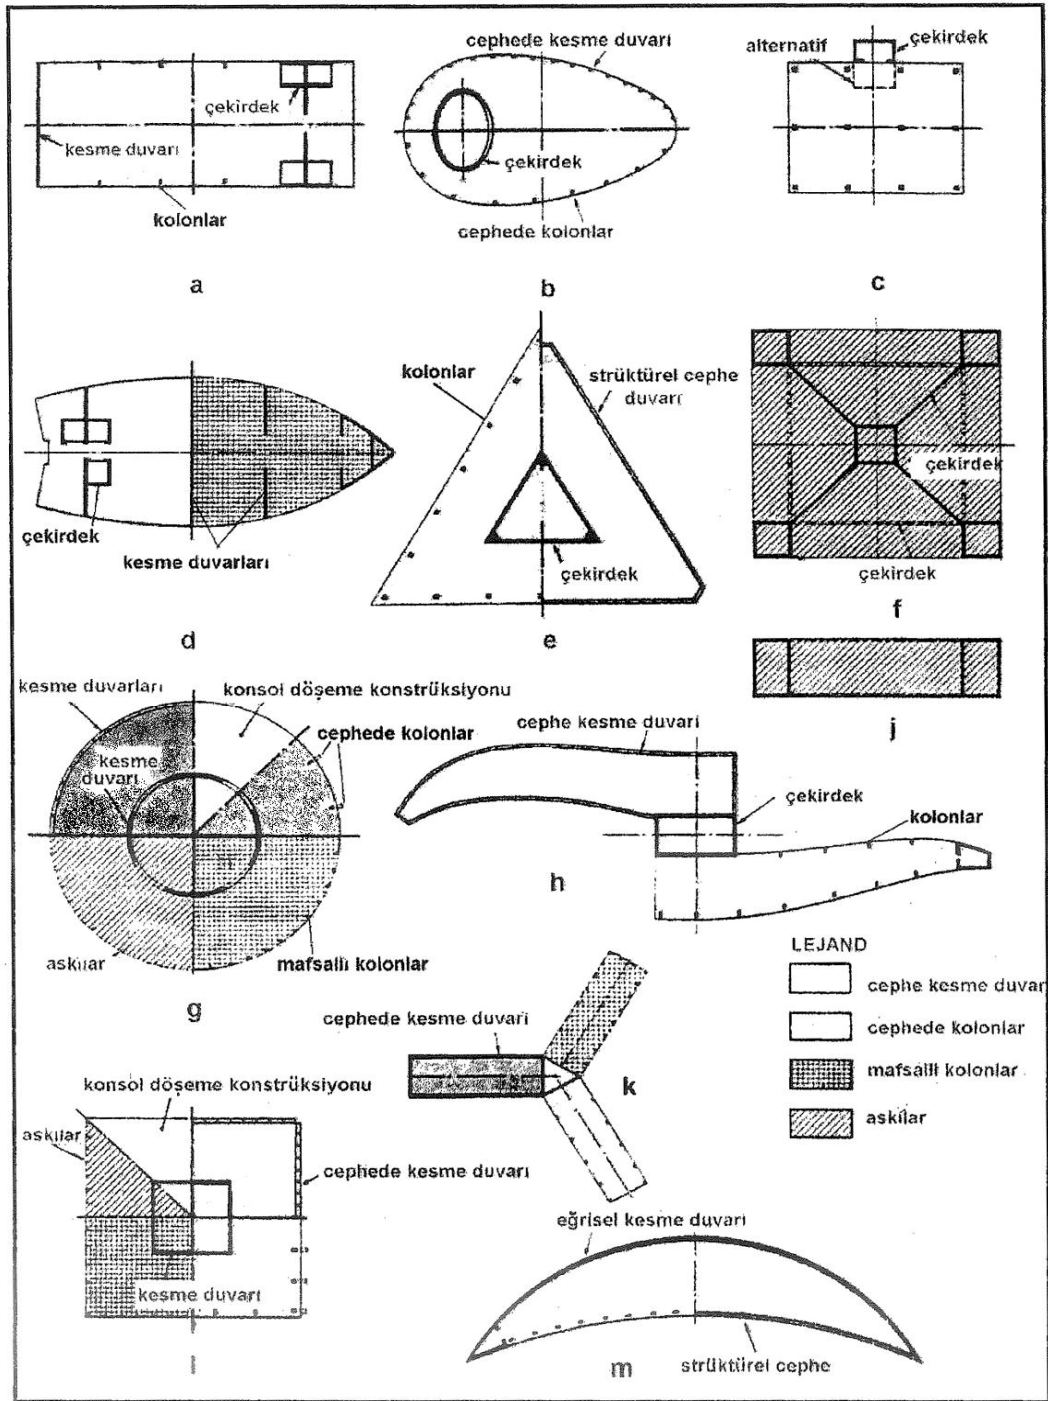 çekirdek
kesme duvarı
kolonlar
a
cephede kesme duvarı
çekirdek
cephede kolonlar
b
alternatif
çekirdek
c
çekirdek
kesme duvarları
d
kolonlar
strüktürel cephe
duvarı
çekirdek
e
çekirdek
çekirdek
f
j
kesme duvarları
konsol döşeme konstrüksiyonu
cephede kolonlar
kesme
duvarı
askılar
mafsallı kolonlar
g
cephe kesme duvarı
çekirdek
kolonlar
h
LEJAND
cephe kesme duvar
cephede kolonlar
mafsallı kolonlar
askılar
cephede kesme duvarı
k
konsol döşeme konstrüksiyonu
askılar
cephede kesme duvarı
kesme duvarı
l
eğrisel kesme duvarı
strüktürel cephe
m